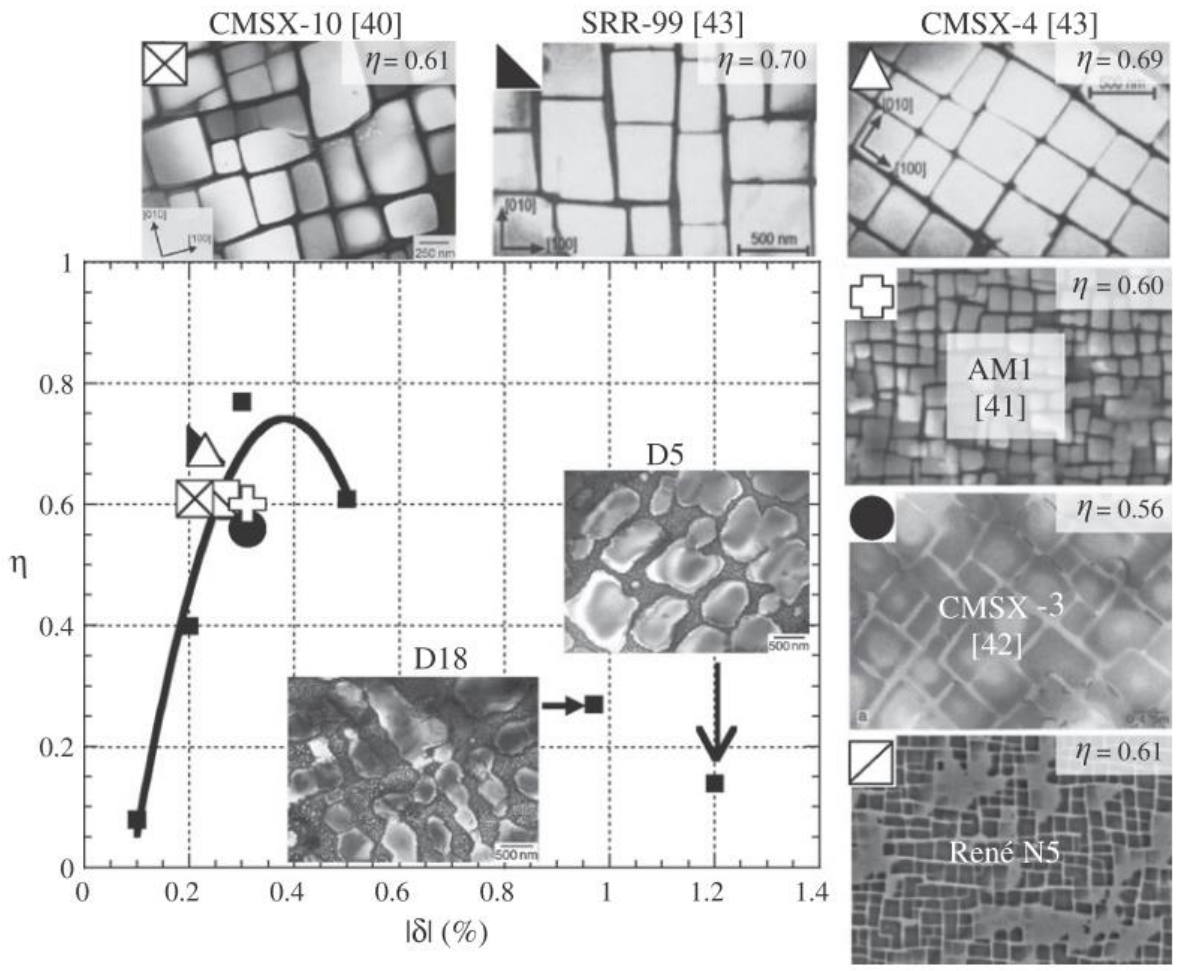 CMSX-10 [40]
SRR-99 [43]
CMSX-4 [43]
η= 0.61
η= 0.70
η= 0.69
500 nm
[010]
[100]
[010]
[100]
250 nm
[010]
[100]
500 nm
η = 0.60
AM1
[41]
η= 0.56
CMSX -3
[42]
a
η = 0.61
René N5
D5
500 nm
D18
500 nm
1
0.8
0.6
0.4
0.2
0
η
0
0.2
0.4
0.6
0.8
1
1.2
1.4
|δ| (%)